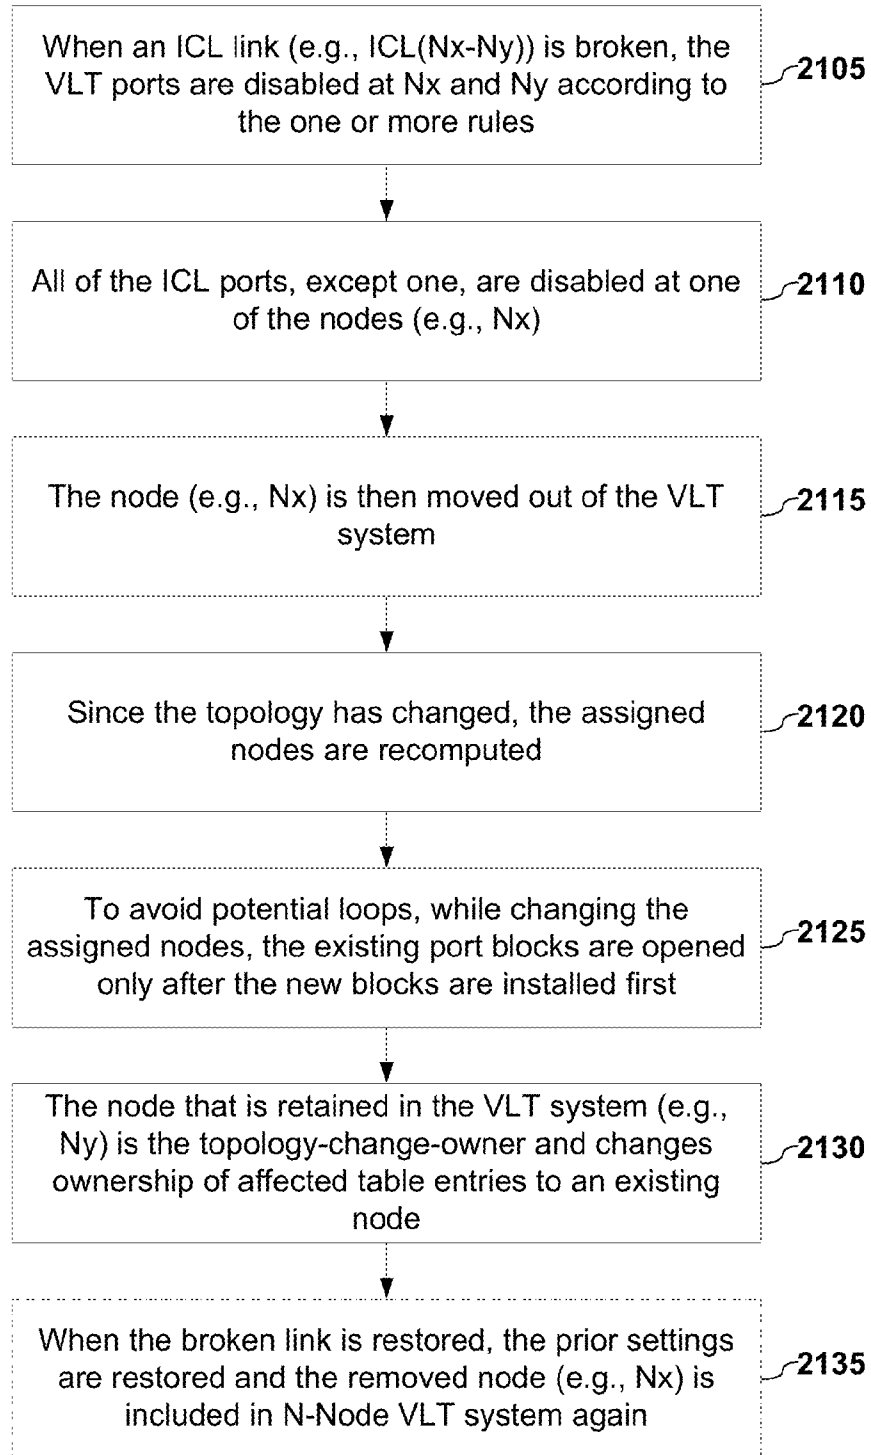 When an ICL link (e.g., ICL(Nx-Ny)) is broken, the
VLT ports are disabled at Nx and Ny according to
the one or more rules
2105
All of the ICL ports, except one, are disabled at one
of the nodes (e.g., Nx)
2110
The node (e.g., Nx) is then moved out of the VLT
system
2115
Since the topology has changed, the assigned
nodes are recomputed
2120
To avoid potential loops, while changing the
assigned nodes, the existing port blocks are opened
only after the new blocks are installed first
2125
The node that is retained in the VLT system (e.g.,
Ny) is the topology-change-owner and changes
ownership of affected table entries to an existing
node
2130
When the broken link is restored, the prior settings
are restored and the removed node (e.g., Nx) is
included in N-Node VLT system again
2135